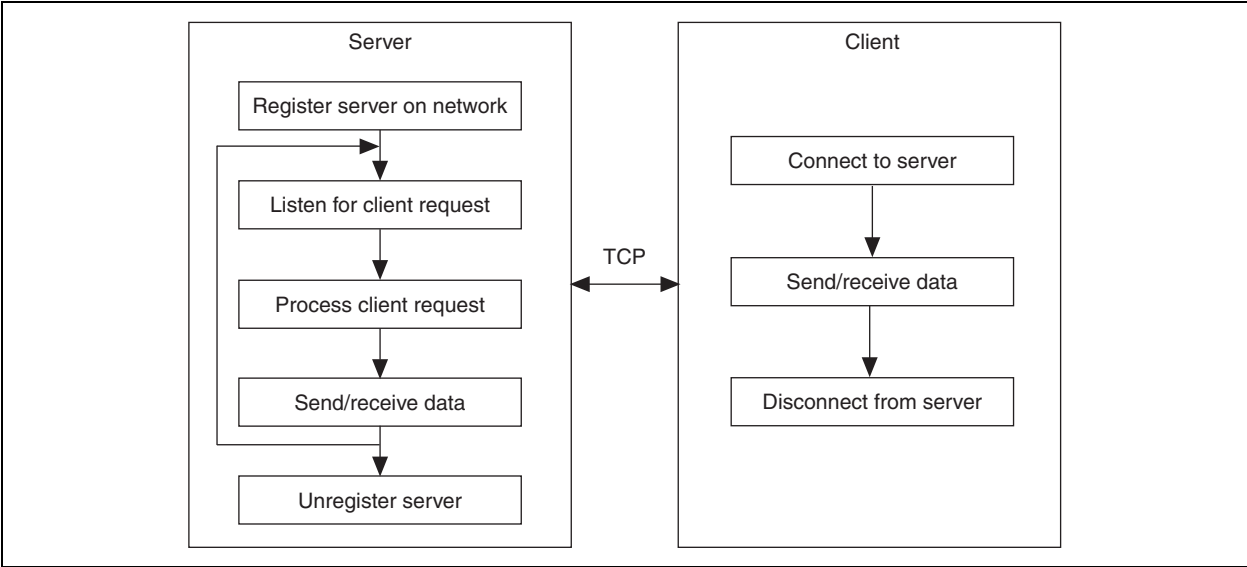 Server
Register server on network
Listen for client request
Process client request
Send/receive data
Unregister server
TCP
Client
Connect to server
Send/receive data
Disconnect from server